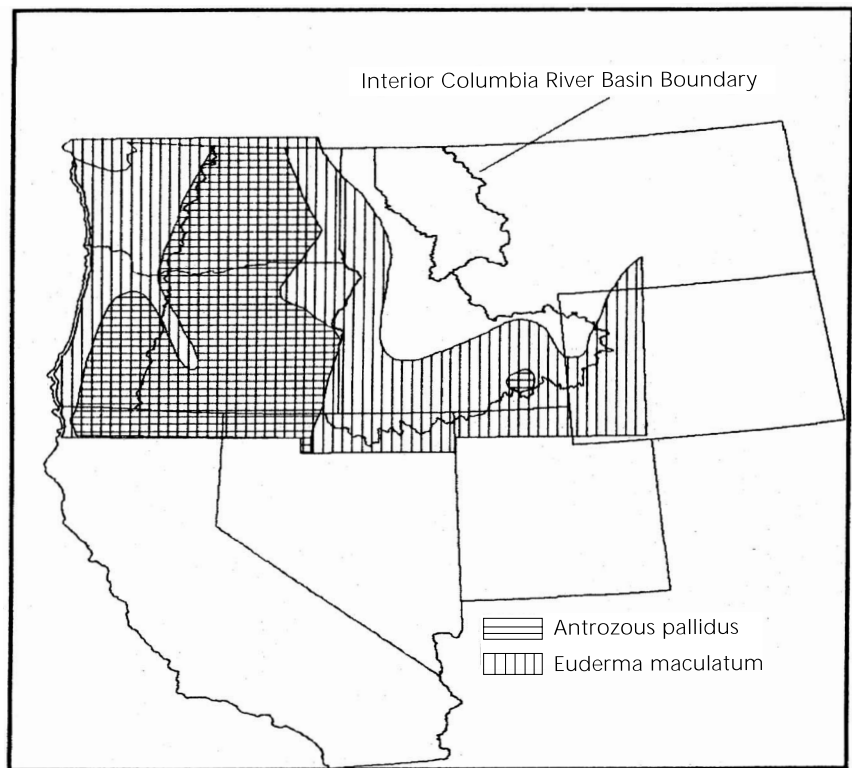 Interior Columbia River Basin Boundary
Antrozous pallidus
Euderma maculatum